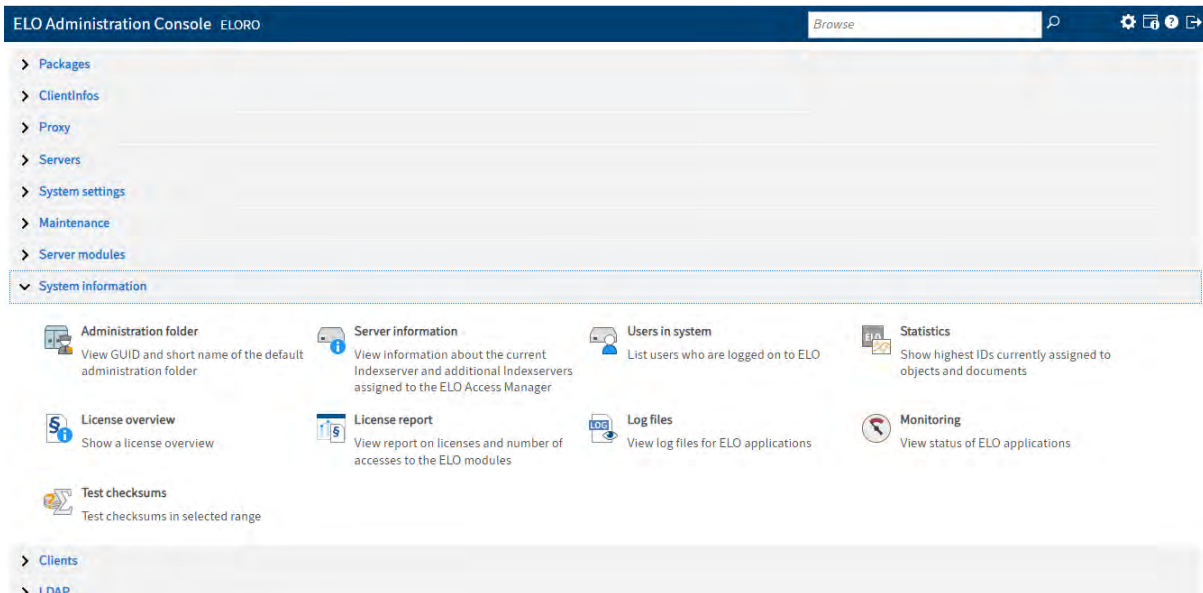 ELO Administration Console ELORO
Browse
Packages
ClientInfos
Proxy
Servers
System settings
Maintenance
Server modules
System information
Administration folder
View GUID and short name of the default
administration folder
Server information
View information about the current
Indexserver and additional Indexservers
assigned to the ELO Access Manager
Users in system
List users who are logged on to ELO
Statistics
Show highest IDs currently assigned to
objects and documents
License overview
Show a license overview
License report
View report on licenses and number of
accesses to the ELO modules
LOG
Log files
View log files for ELO applications
Monitoring
View status of ELO applications
Test checksums
Test checksums in selected range
Clients
LDAP